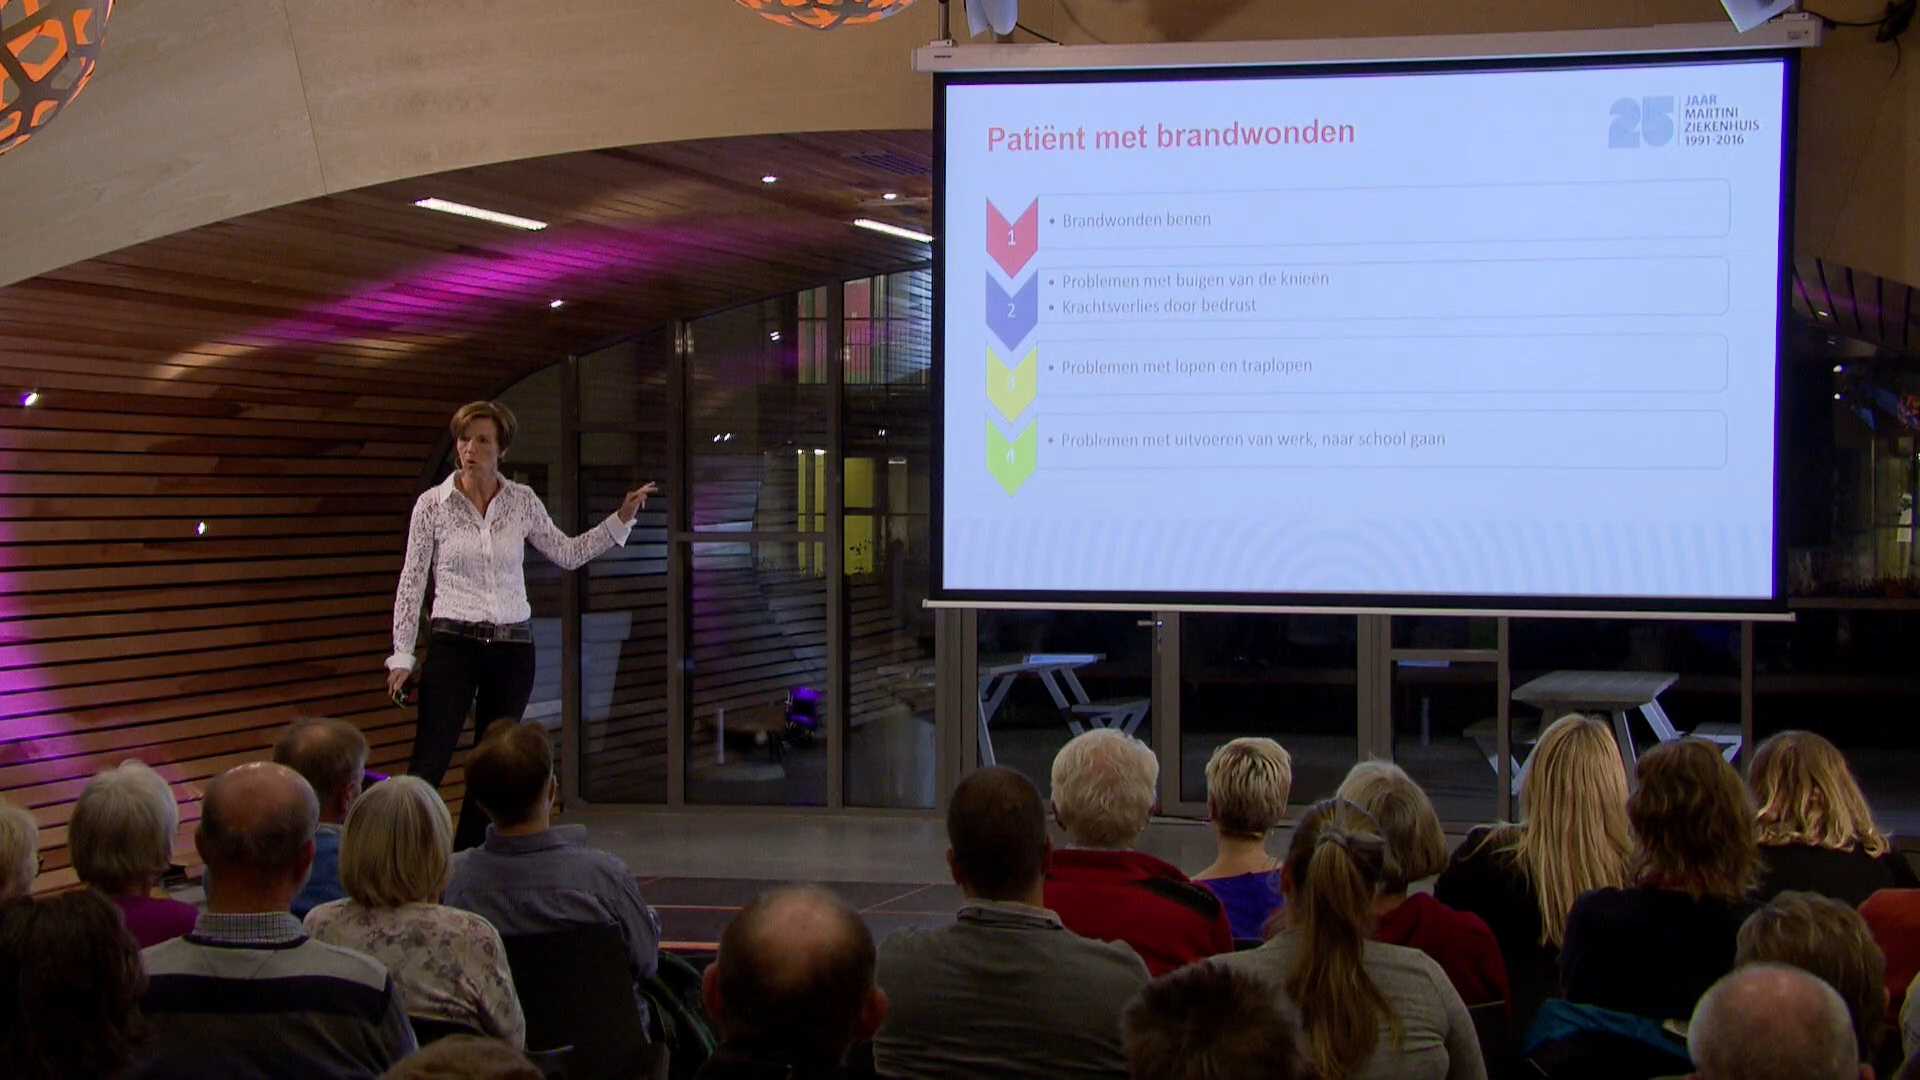 Patiënt met brandwonden
25 JAAR
MARTINI
ZIEKENHUIS
1991-2016
1
• Brandwonden benen
2
• Problemen met buigen van de knieën
• Krachtsverlies door bedrust
3
• Problemen met lopen en traplopen
4
• Problemen met uitvoeren van werk, naar school gaan